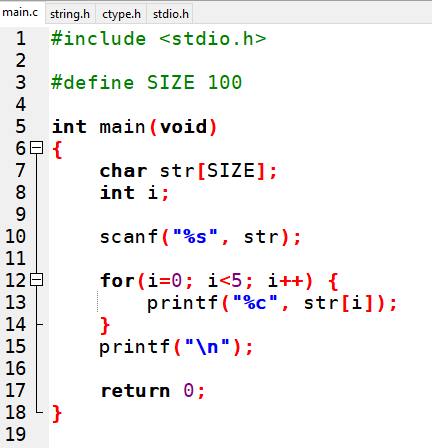 main.c string.h ctype.h stdio.h
1 #include <stdio.h>
2
3 #define SIZE 100
4
5 int main(void)
6 {
7     char str[SIZE];
8     int i;
9
10     scanf("%s", str);
11
12     for(i=0; i<5; i++) {
13         printf("%c", str[i]);
14     }
15     printf("\n");
16
17     return 0;
18 }
19